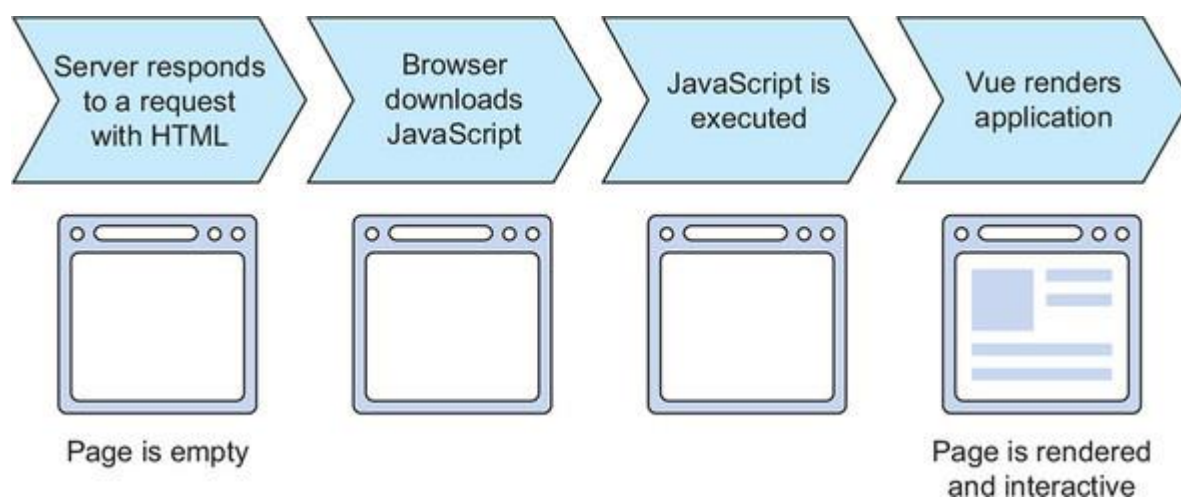 Server responds
to a request
with HTML
Browser
downloads
JavaScript
JavaScript is
executed
Vue renders
application
Page is empty
Page is rendered
and interactive